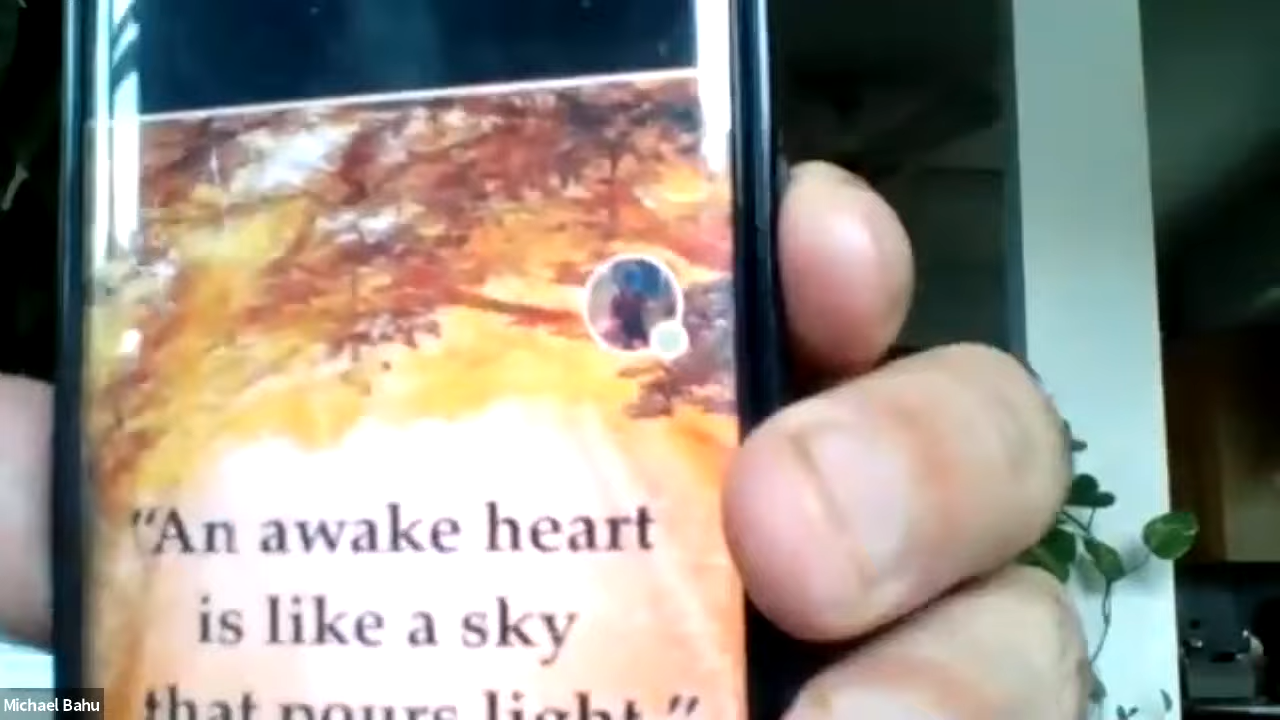 “An awake heart
is like a sky
that pours light.”
Michael Bahu